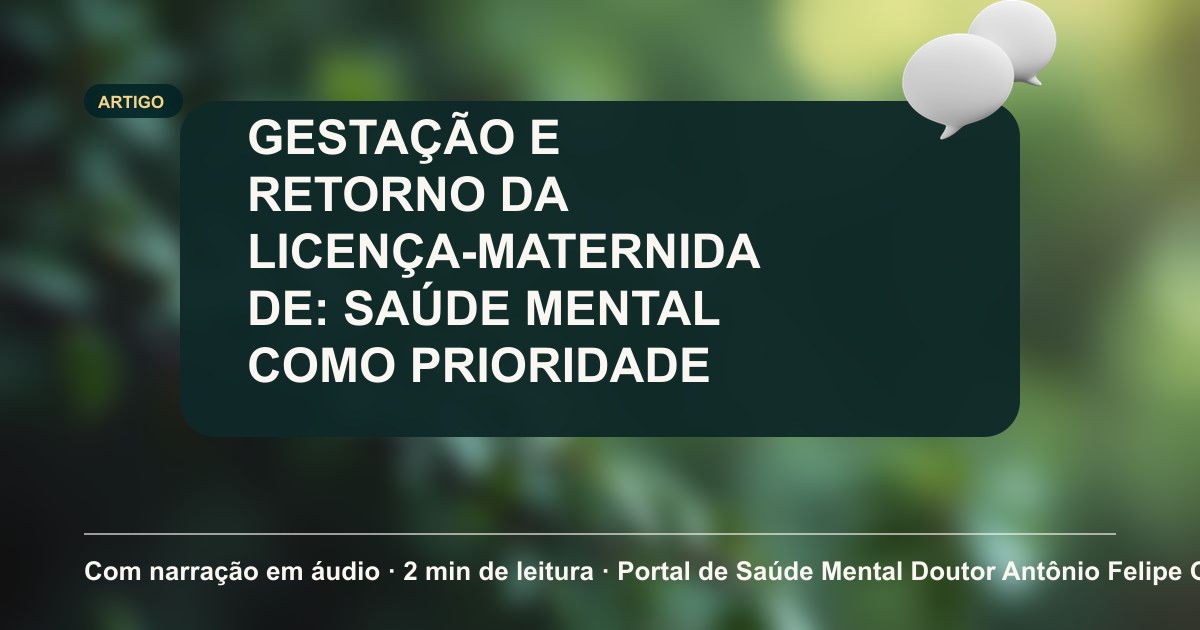 ARTIGO
GESTAÇÃO E
RETORNO DA
LICENÇA-MATERNIDA
DE: SAÚDE MENTAL
COMO PRIORIDADE
Com narração em áudio · 2 min de leitura · Portal de Saúde Mental Doutor Antônio Felipe